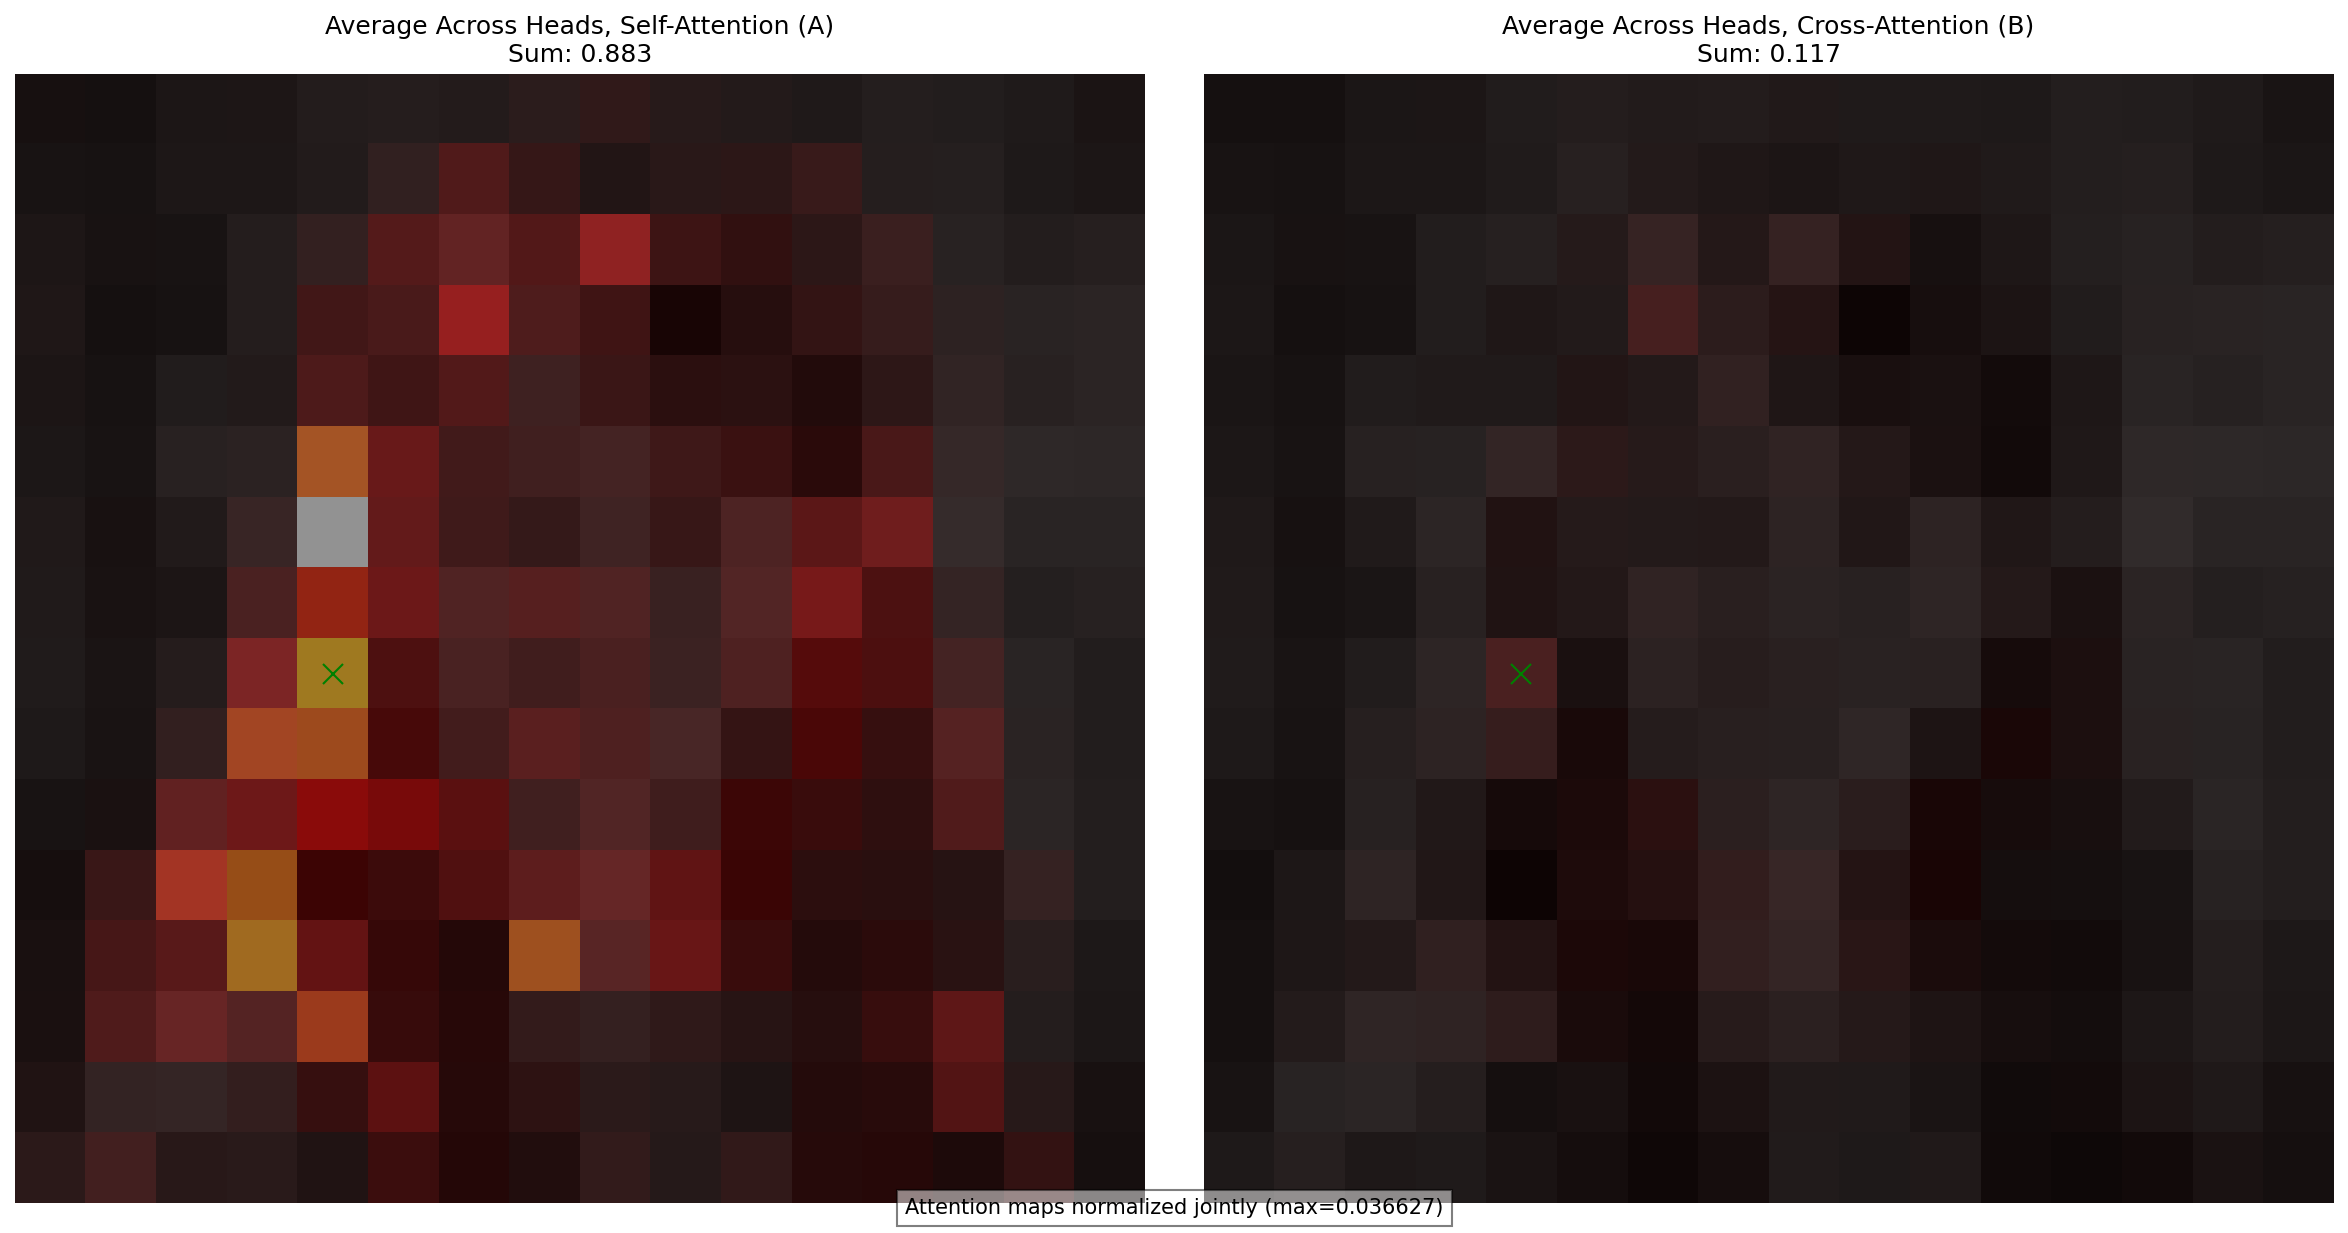 Average Across Heads, Self-Attention (A)
Sum: 0.883
Average Across Heads, Cross-Attention (B)
Sum: 0.117
Attention maps normalized jointly (max=0.036627)